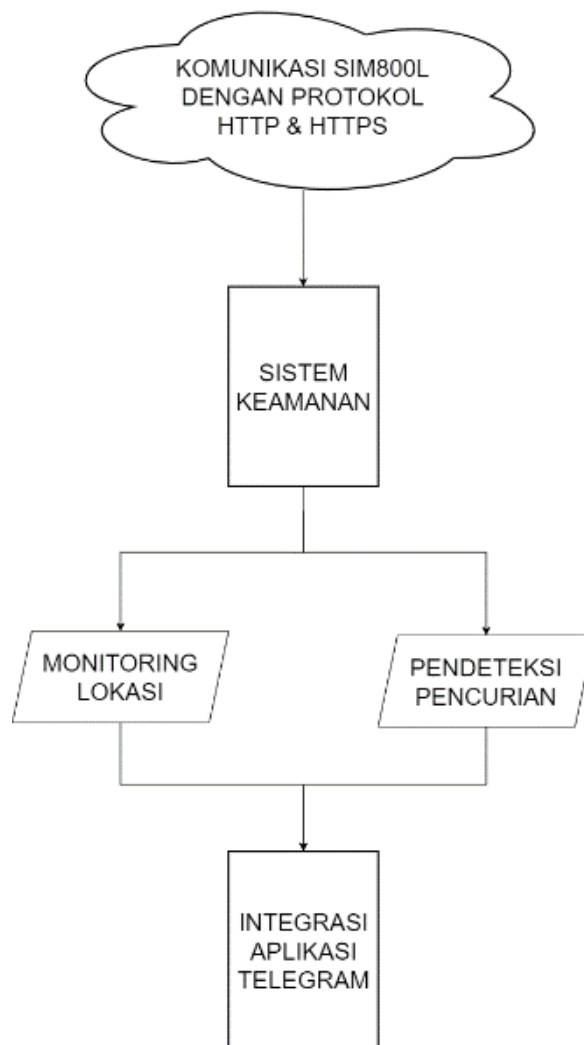 KOMUNIKASI SIM800L
DENGAN PROTOKOL
HTTP & HTTPS
SISTEM
KEAMANAN
MONITORING
LOKASI
PENDETEKSI
PENCURIAN
INTEGRASI
APLIKASI
TELEGRAM